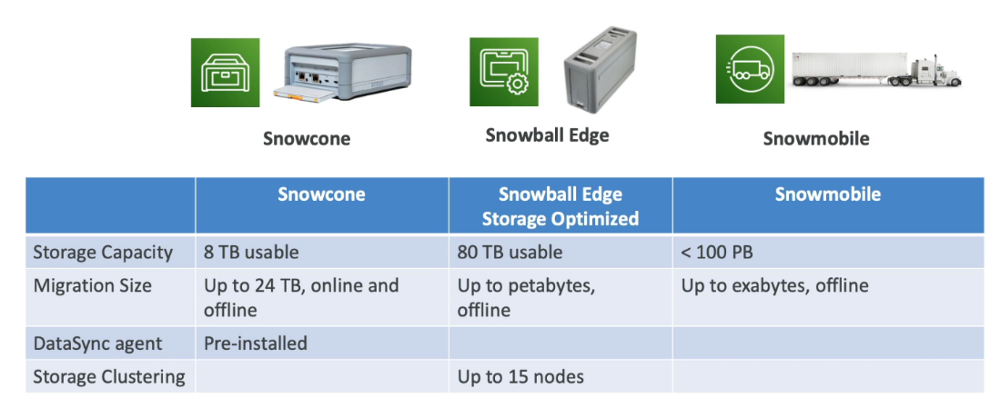 Snowcone
Snowball Edge
Snowmobile
Snowcone
Snowball Edge
Storage Optimized
Snowmobile
Storage Capacity
8 TB usable
80 TB usable
< 100 PB
Migration Size
Up to 24 TB, online and
offline
Up to petabytes,
offline
Up to exabytes, offline
DataSync agent
Pre-installed
Storage Clustering
Up to 15 nodes